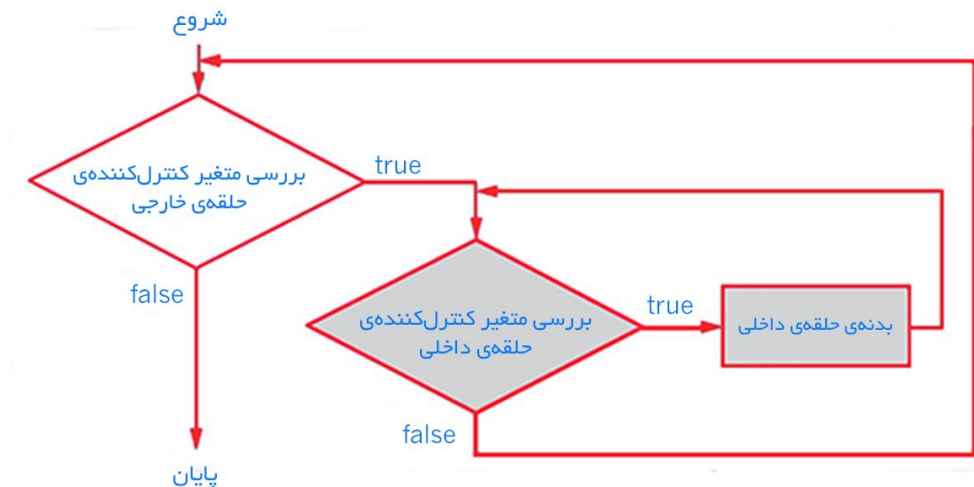 شروع
بررسی متغیر کنترل‌کننده‌ی
حلقه‌ی خارجی
true
false
بررسی متغیر کنترل‌کننده‌ی
حلقه‌ی داخلی
true
بدنه‌ی حلقه‌ی داخلی
false
پایان